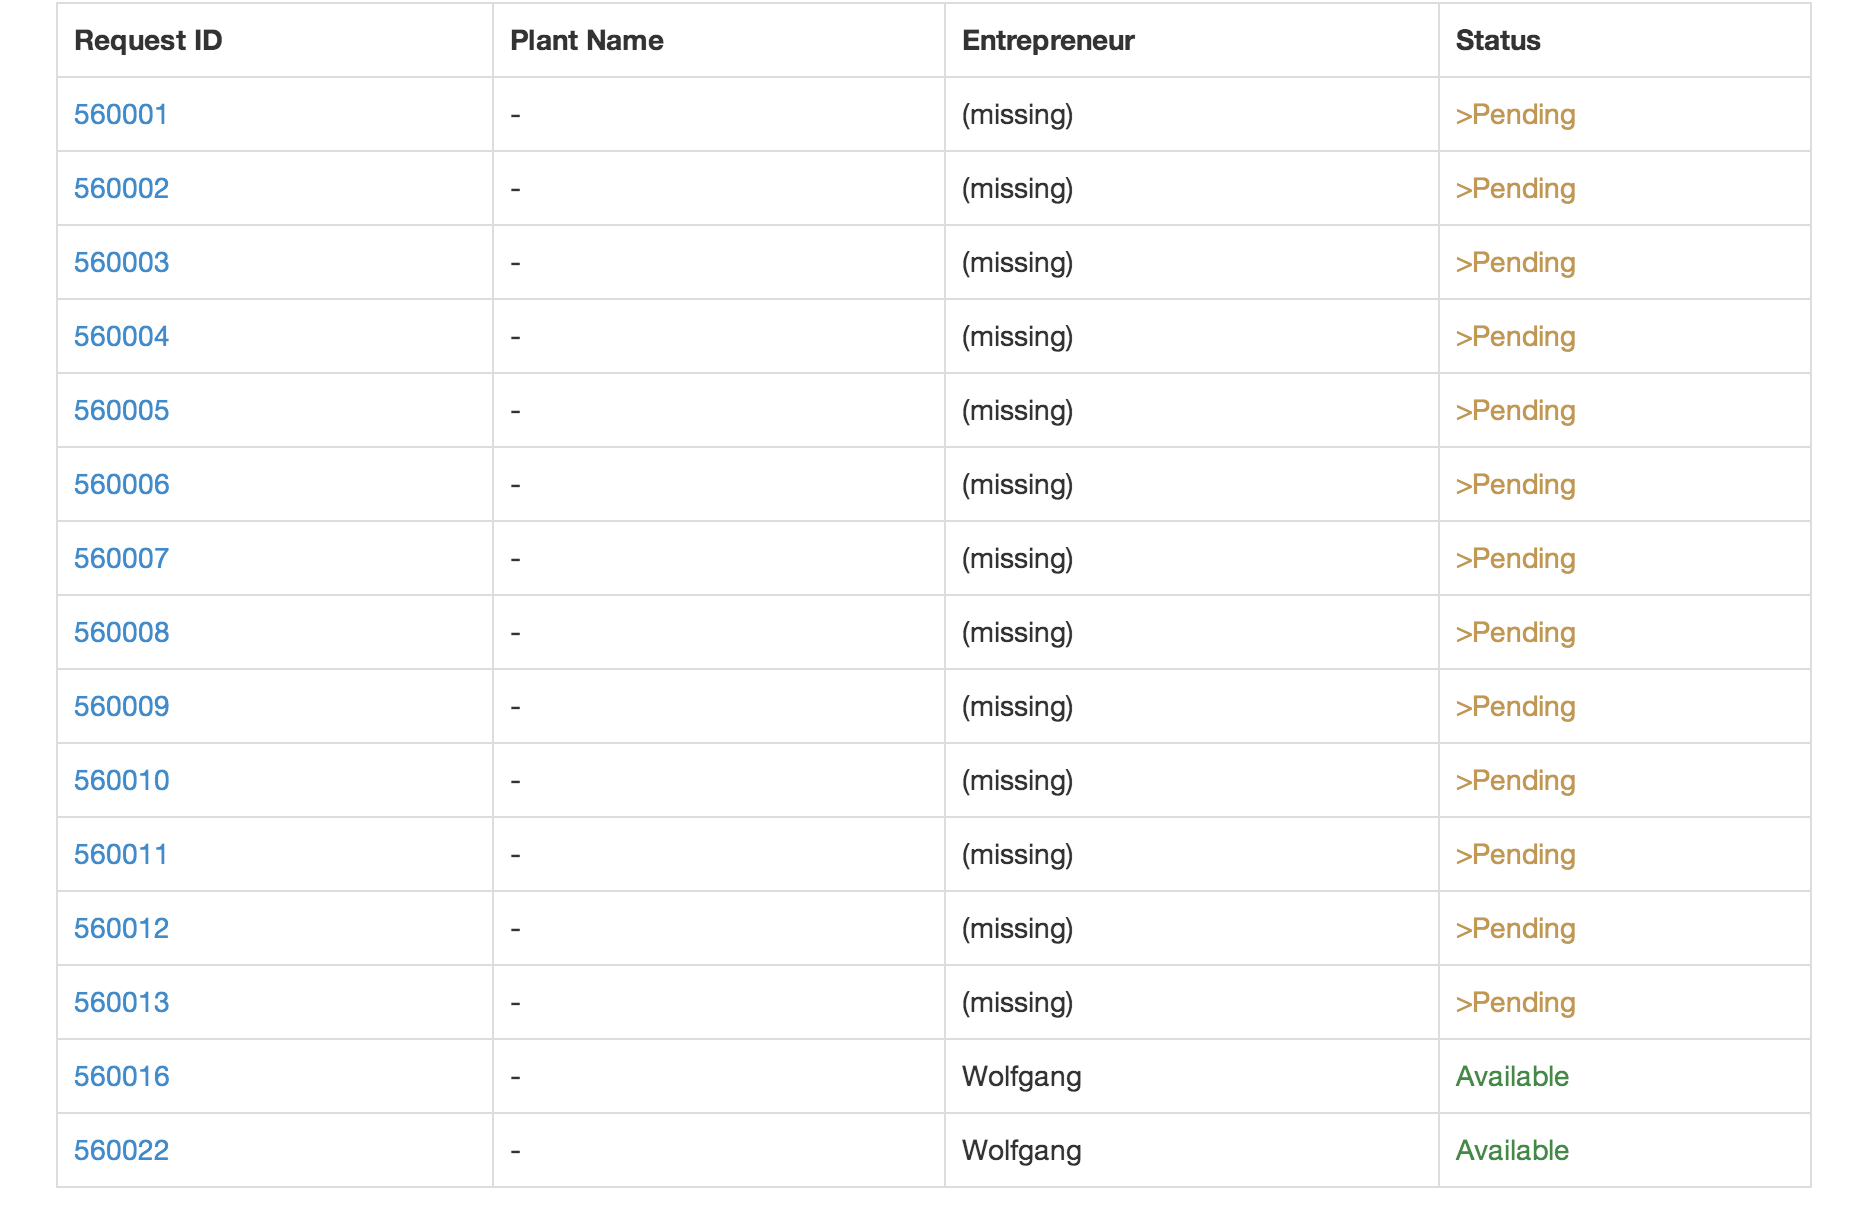 Request ID Plant Name Entrepreneur Status
560001 - (missing) >Pending
560002 - (missing) >Pending
560003 - (missing) >Pending
560004 - (missing) >Pending
560005 - (missing) >Pending
560006 - (missing) >Pending
560007 - (missing) >Pending
560008 - (missing) >Pending
560009 - (missing) >Pending
560010 - (missing) >Pending
560011 - (missing) >Pending
560012 - (missing) >Pending
560013 - (missing) >Pending
560016 - Wolfgang Available
560022 - Wolfgang Available